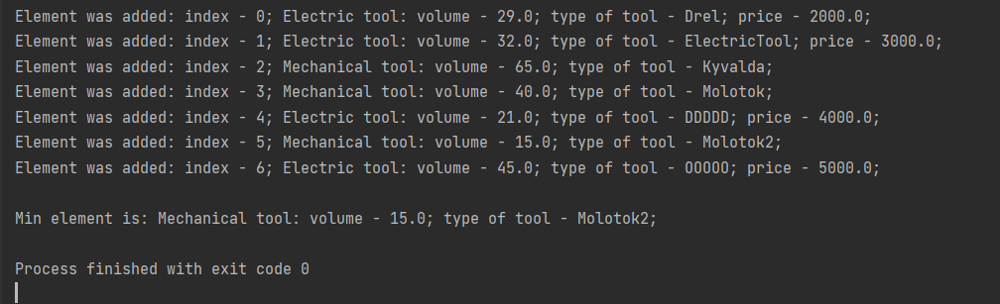 Element was added: index - 0; Electric tool: volume - 29.0; type of tool - Drel; price - 2000.0;
Element was added: index - 1; Electric tool: volume - 32.0; type of tool - ElectricTool; price - 3000.0;
Element was added: index - 2; Mechanical tool: volume - 65.0; type of tool - Kyvalda;
Element was added: index - 3; Mechanical tool: volume - 40.0; type of tool - Molotok;
Element was added: index - 4; Electric tool: volume - 21.0; type of tool - DDDDD; price - 4000.0;
Element was added: index - 5; Mechanical tool: volume - 15.0; type of tool - Molotok2;
Element was added: index - 6; Electric tool: volume - 45.0; type of tool - OOOOO; price - 5000.0;
Min element is: Mechanical tool: volume - 15.0; type of tool - Molotok2;
Process finished with exit code 0